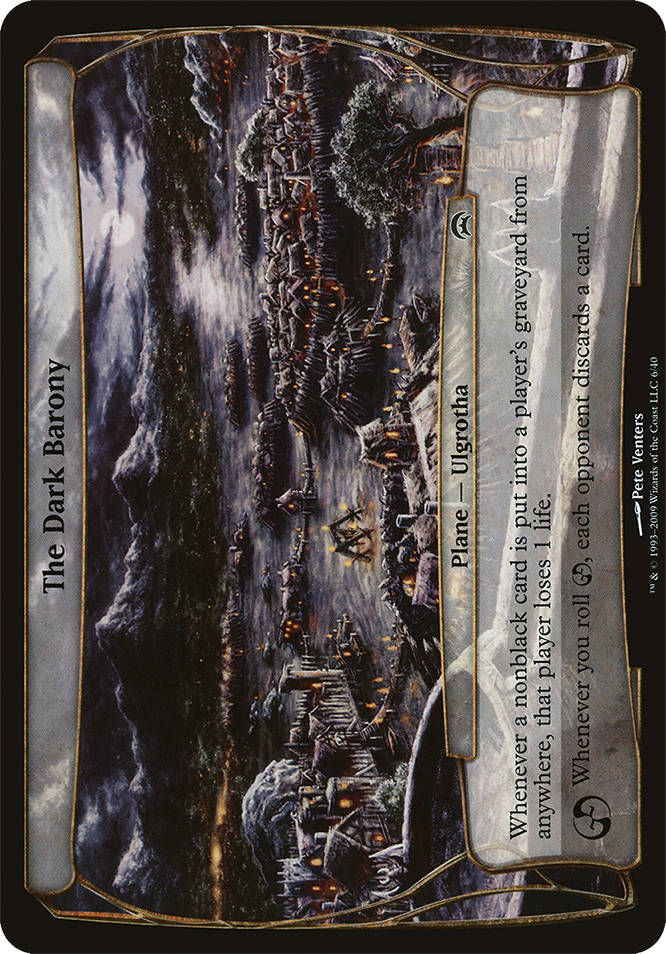 The Dark Barony
Plane — Ulgrotha
Whenever a nonblack card is put into a player's graveyard from
anywhere, that player loses 1 life.
Whenever you roll , each opponent discards a card.
Pete Venters
™ & © 1993–2009 Wizards of the Coast LLC 6/40